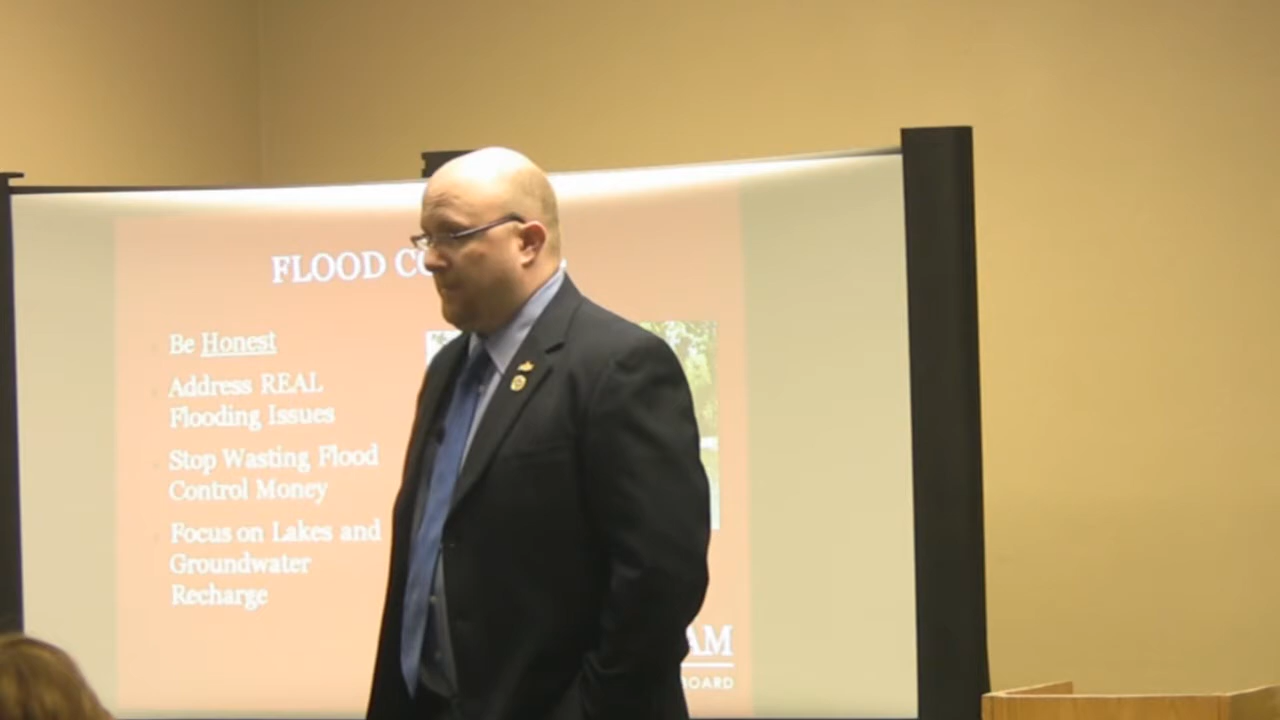 FLOOD CO
Be Honest
Address REAL
Flooding Issues
Stop Wasting Flood
Control Money
Focus on Lakes and
Groundwater
Recharge
AM
BOARD